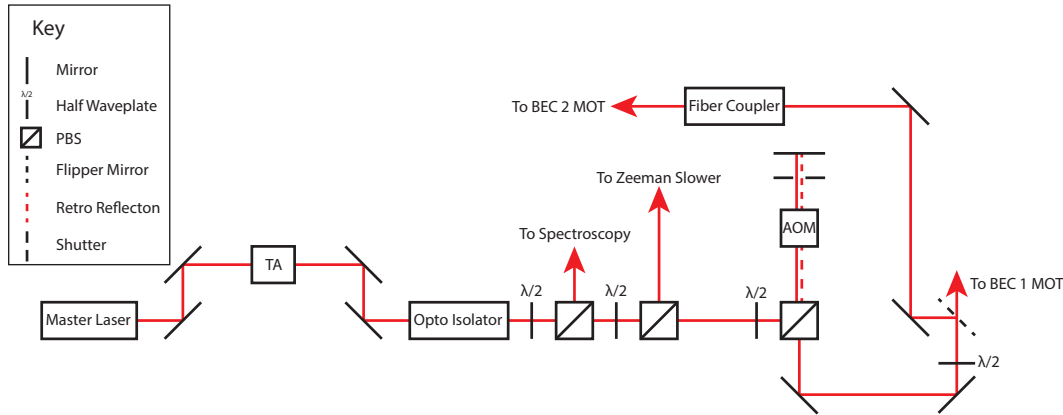 Key
Mirror
λ/2
Half Waveplate
PBS
Flipper Mirror
Retro Reflecton
Shutter
To BEC 2 MOT
Fiber Coupler
To Zeeman Slower
AOM
To Spectroscopy
TA
To BEC 1 MOT
Master Laser
Opto Isolator
λ/2
λ/2
λ/2
λ/2